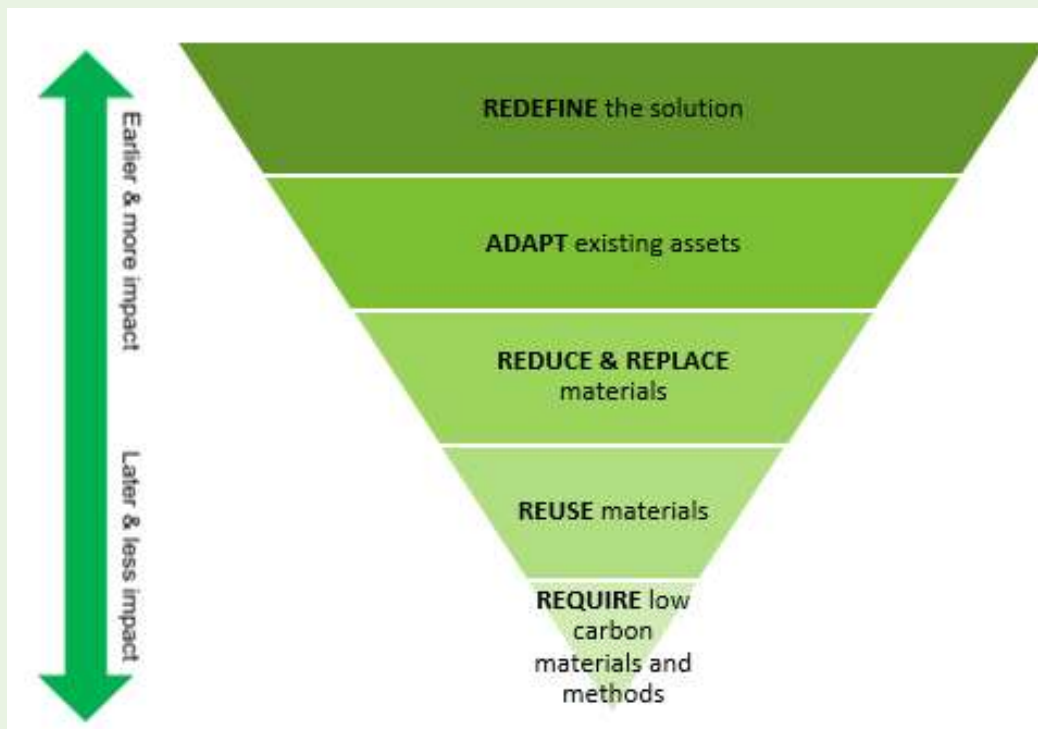 Earlier & more impact
Later & less impact
REDEFINE the solution
ADAPT existing assets
REDUCE & REPLACE
materials
REUSE materials
REQUIRE low
carbon
materials and
methods